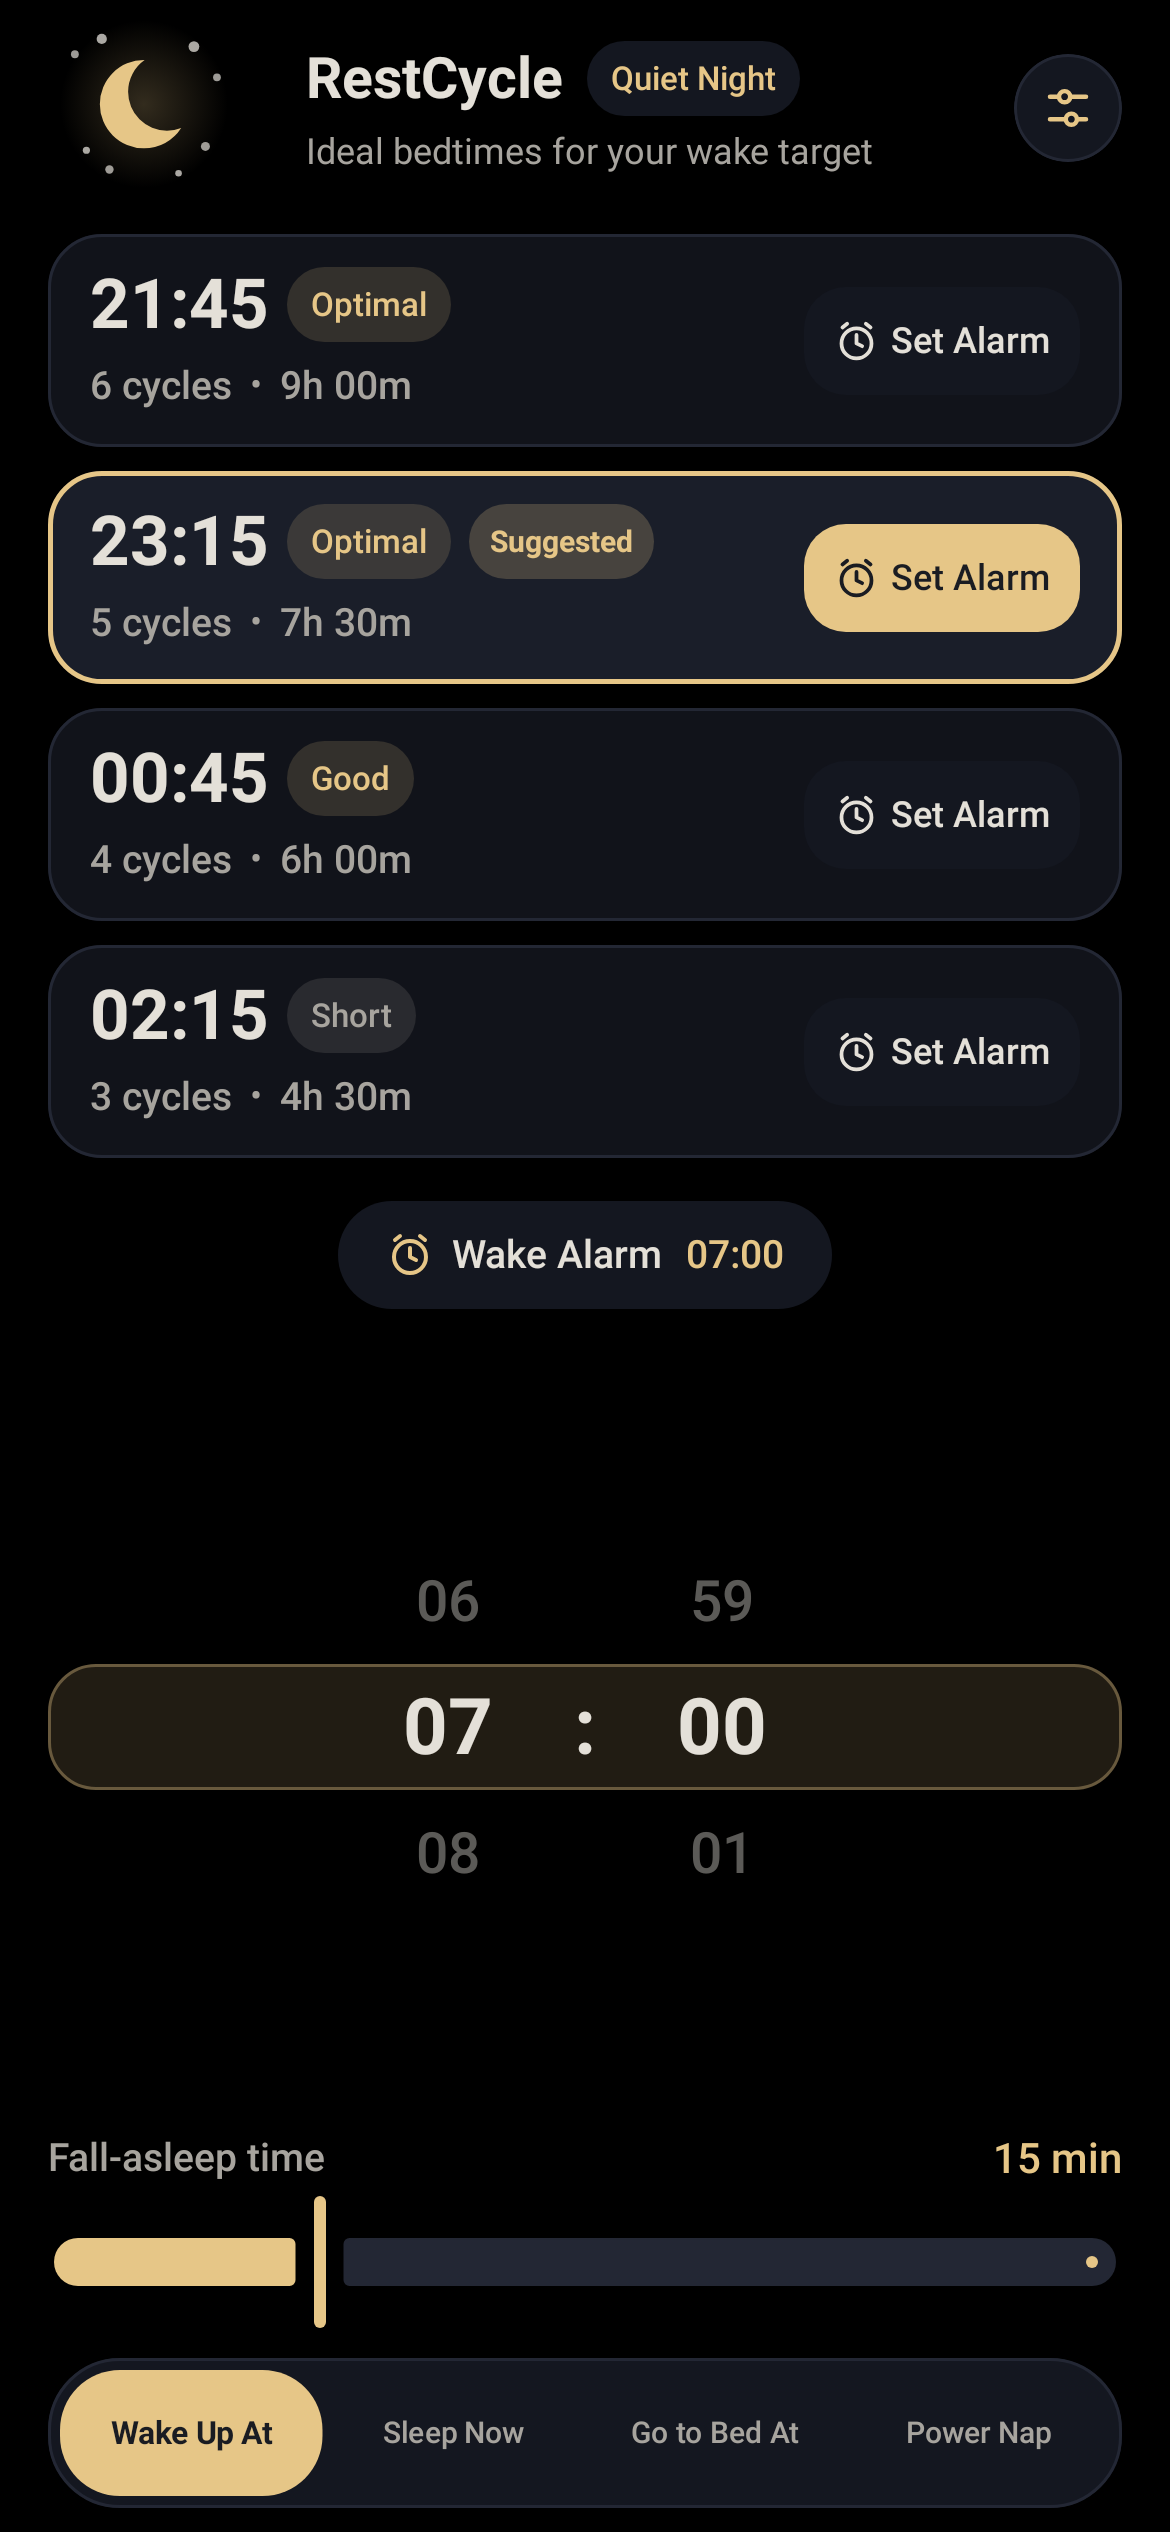 RestCycle Quiet Night
Ideal bedtimes for your wake target
21:45 Optimal
6 cycles • 9h 00m
Set Alarm
23:15 Optimal Suggested
5 cycles • 7h 30m
Set Alarm
00:45 Good
4 cycles • 6h 00m
Set Alarm
02:15 Short
3 cycles • 4h 30m
Set Alarm
Wake Alarm 07:00
06 59
07 : 00
08 01
Fall-asleep time 15 min
Wake Up At Sleep Now Go to Bed At Power Nap